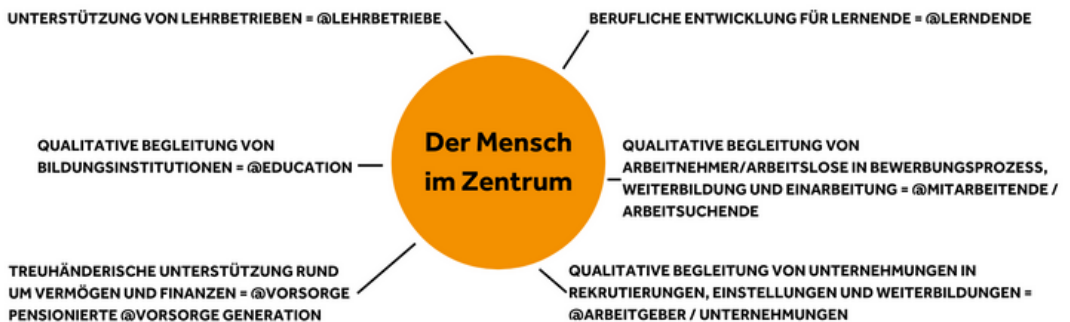 UNTERSTÜTZUNG VON LEHRBETRIEBEN = @LEHRBETRIEBE
BERUFLICHE ENTWICKLUNG FÜR LERNENDE = @LERNDENDE
Der Mensch
im Zentrum
QUALITATIVE BEGLEITUNG VON
BILDUNGSINSTITUTIONEN = @EDUCATION
QUALITATIVE BEGLEITUNG VON
ARBEITNEHMER/ARBEITSLOSE IN BEWERBUNGSPROZESS,
WEITERBILDUNG UND EINARBEITUNG = @MITARBEITENDE /
ARBEITSUCHENDE
TREUHÄNDERISCHE UNTERSTÜTZUNG RUND
UM VERMÖGEN UND FINANZEN = @VORSORGE
PENSIONIERTE @VORSORGE GENERATION
QUALITATIVE BEGLEITUNG VON UNTERNEHMUNGEN IN
REKRUTIERUNGEN, EINSTELLUNGEN UND WEITERBILDUNGEN =
@ARBEITGEBER / UNTERNEHMUNGEN